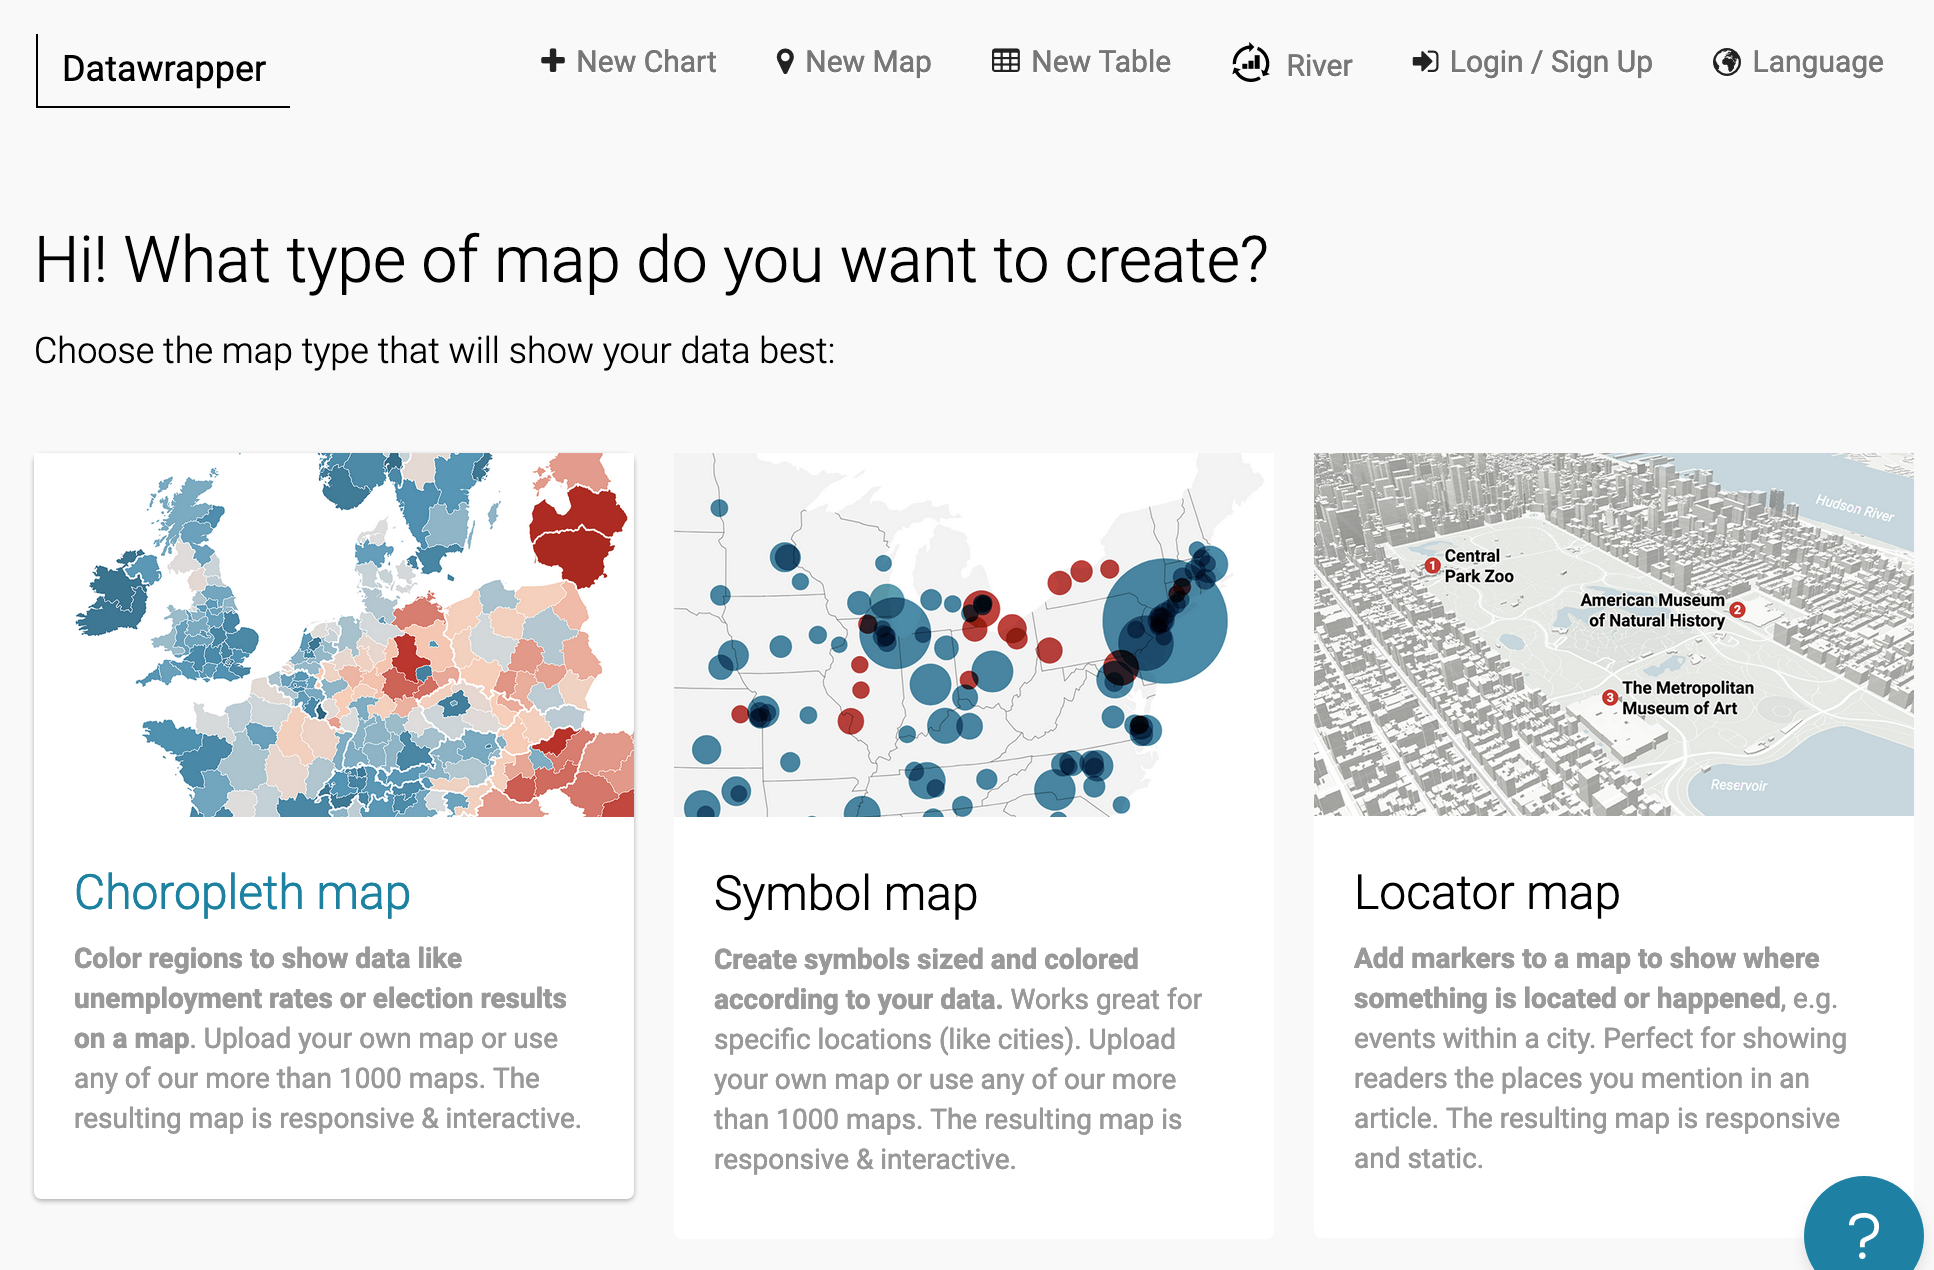 Datawrapper
New Chart
New Map
New Table
River
Login / Sign Up
Language
Hi! What type of map do you want to create?
Choose the map type that will show your data best:
Choropleth map
Color regions to show data like
unemployment rates or election results
on a map. Upload your own map or use
any of our more than 1000 maps. The
resulting map is responsive & interactive.
Symbol map
Create symbols sized and colored
according to your data. Works great for
specific locations (like cities). Upload
your own map or use any of our more
than 1000 maps. The resulting map is
responsive & interactive.
Hudson River
1 Central
Park Zoo
American Museum 2
of Natural History
3 The Metropolitan
Museum of Art
Reservoir
Locator map
Add markers to a map to show where
something is located or happened, e.g.
events within a city. Perfect for showing
readers the places you mention in an
article. The resulting map is responsive
and static.
?